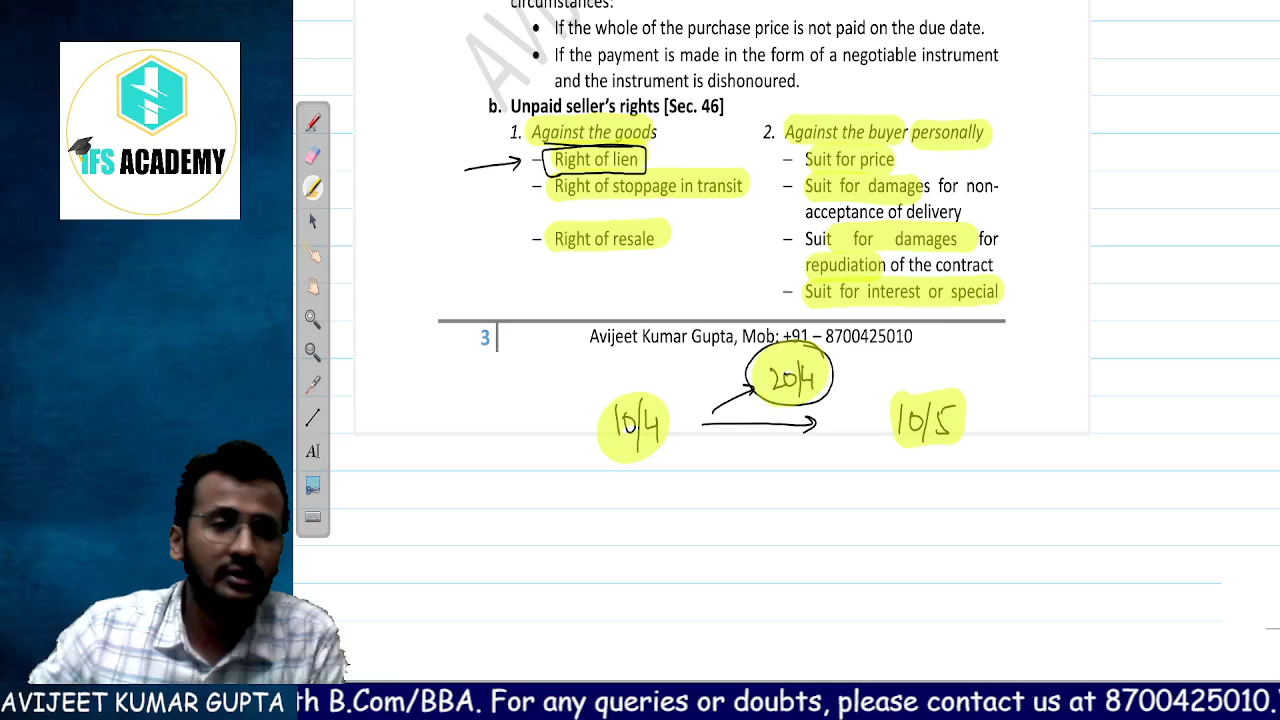 circumstances:
• If the whole of the purchase price is not paid on the due date.
• If the payment is made in the form of a negotiable instrument
and the instrument is dishonoured.
b. Unpaid seller's rights [Sec. 46]
1. Against the goods
– Right of lien
– Right of stoppage in transit
– Right of resale
2. Against the buyer personally
– Suit for price
– Suit for damages for non-
acceptance of delivery
– Suit for damages for
repudiation of the contract
– Suit for interest or special
3
Avijeet Kumar Gupta, Mob: +91 – 8700425010
20/4
10/4
10/5
IFS ACADEMY
AVI
A
AVIJEET KUMAR GUPTA
th B.Com/BBA. For any queries or doubts, please contact us at 8700425010.